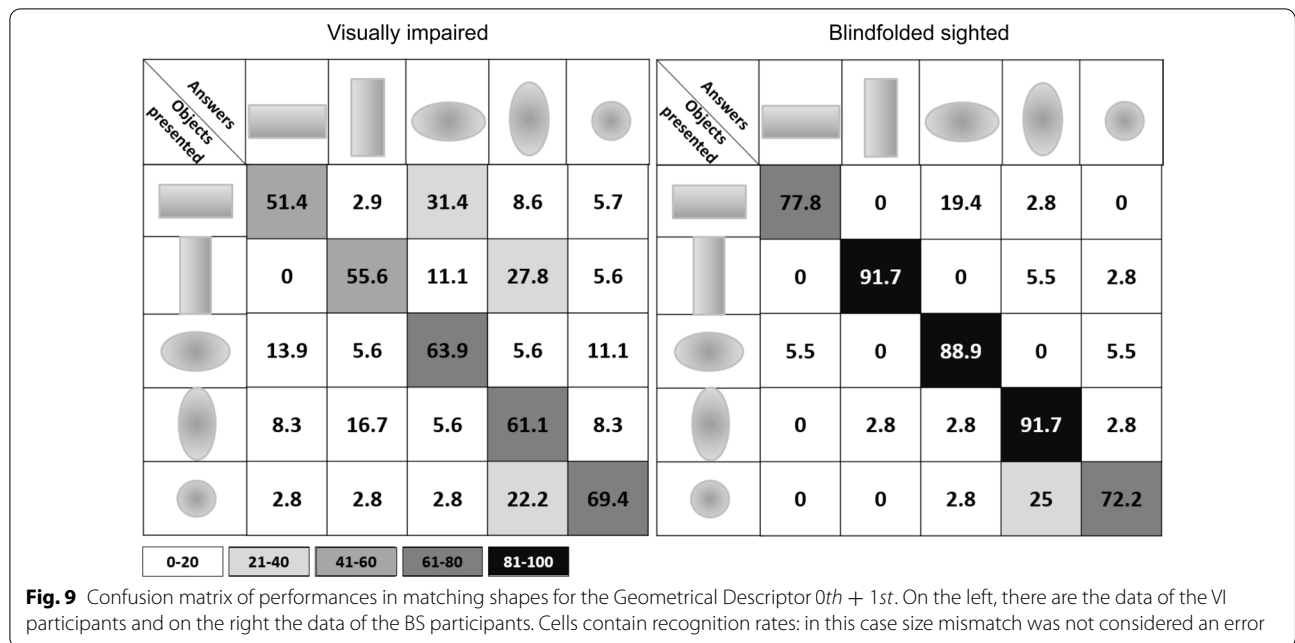 Visually impaired
Blindfolded sighted
Answers
Objects
presented
Answers
Objects
presented
51.4 2.9 31.4 8.6 5.7
77.8 0 19.4 2.8 0
0 55.6 11.1 27.8 5.6
0 91.7 0 5.5 2.8
13.9 5.6 63.9 5.6 11.1
5.5 0 88.9 0 5.5
8.3 16.7 5.6 61.1 8.3
0 2.8 2.8 91.7 2.8
2.8 2.8 2.8 22.2 69.4
0 0 2.8 25 72.2
0-20 21-40 41-60 61-80 81-100
Fig. 9 Confusion matrix of performances in matching shapes for the Geometrical Descriptor 0th + 1st. On the left, there are the data of the VI
participants and on the right the data of the BS participants. Cells contain recognition rates: in this case size mismatch was not considered an error